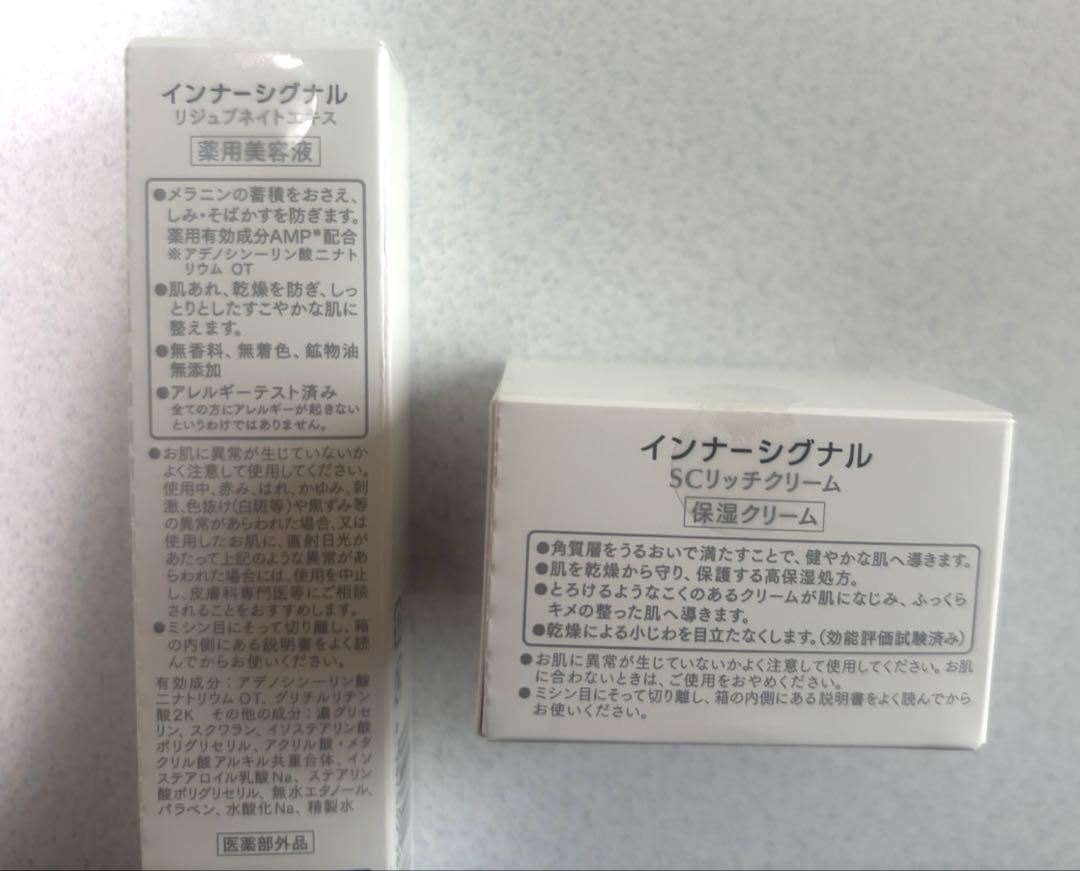 インナーシグナル
リジュブネイトエキス
薬用美容液
●メラニンの蓄積をおさえ、
しみ・そばかすを防ぎます。
薬用有効成分AMP※配合
※アデノシン一リン酸二ナト
リウム OT
●肌あれ、乾燥を防ぎ、しっ
とりとしたすこやかな肌に
整えます。
●無香料、無着色、鉱物油
無添加
●アレルギーテスト済み
全ての方にアレルギーが起きない
というわけではありません。
●お肌に異常が生じていないか
よく注意して使用してください。
使用中、赤み、はれ、かゆみ、刺
激、色抜け(白斑等)や黒ずみ等
の異常があらわれた場合、又は
使用したお肌に、直射日光が
あたって上記のような異常があ
らわれた場合には、使用を中止
し、皮膚科専門医等にご相談
されることをおすすめします。
●ミシン目にそって切り離し、箱
の内側にある説明書をよく読
んでからお使いください。
有効成分:アデノシン一リン酸
二ナトリウム OT、グリチルリチン
酸2K その他の成分:濃グリセ
リン、スクワラン、イソステアリン酸
ポリグリセリル、アクリル酸・メタ
クリル酸アルキル共重合体、イソ
ステアロイル乳酸Na、ステアリン
酸ポリグリセリル、無水エタノール、
パラベン、水酸化Na、精製水
医薬部外品
インナーシグナル
SCリッチクリーム
保湿クリーム
●角質層をうるおいで満たすことで、健やかな肌へ導きます。
●肌を乾燥から守り、保護する高保湿処方。
●とろけるようなこくのあるクリームが肌になじみ、ふっくら
キメの整った肌へ導きます。
●乾燥による小じわを目立たなくします。(効能評価試験済み)
●お肌に異常が生じていないかよく注意して使用してください。お肌
に合わないときは、ご使用をおやめください。
●ミシン目にそって切り離し、箱の内側にある説明書をよく読んでから
お使いください。